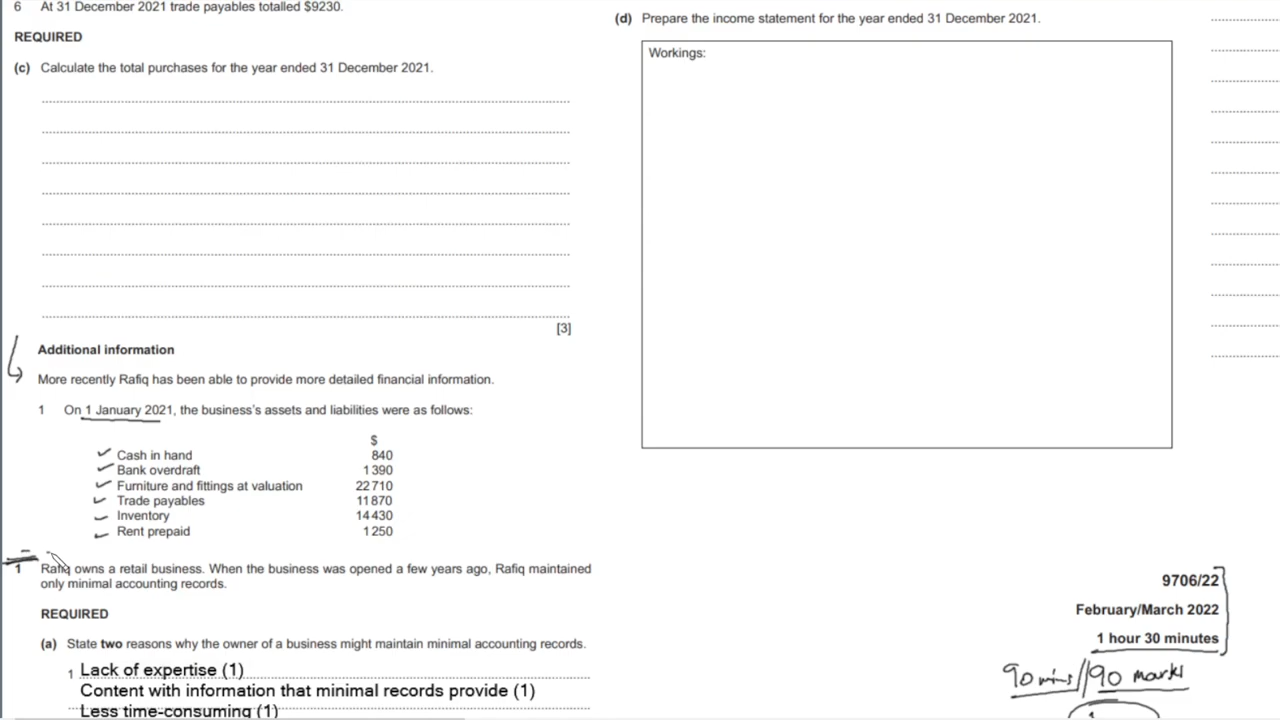 6 At 31 December 2021 trade payables totalled $9230.
REQUIRED
(c) Calculate the total purchases for the year ended 31 December 2021.
[3]
Additional information
More recently Rafiq has been able to provide more detailed financial information.
1 On 1 January 2021, the business's assets and liabilities were as follows:
$
Cash in hand 840
Bank overdraft 1390
Furniture and fittings at valuation 22710
Trade payables 11870
Inventory 14430
Rent prepaid 1250
1 Rafiq owns a retail business. When the business was opened a few years ago, Rafiq maintained
only minimal accounting records.
REQUIRED
(a) State two reasons why the owner of a business might maintain minimal accounting records.
1 Lack of expertise (1)
Content with information that minimal records provide (1)
Less time-consuming (1)
(d) Prepare the income statement for the year ended 31 December 2021.
Workings:
9706/22
February/March 2022
1 hour 30 minutes
90 mins // 90 marks